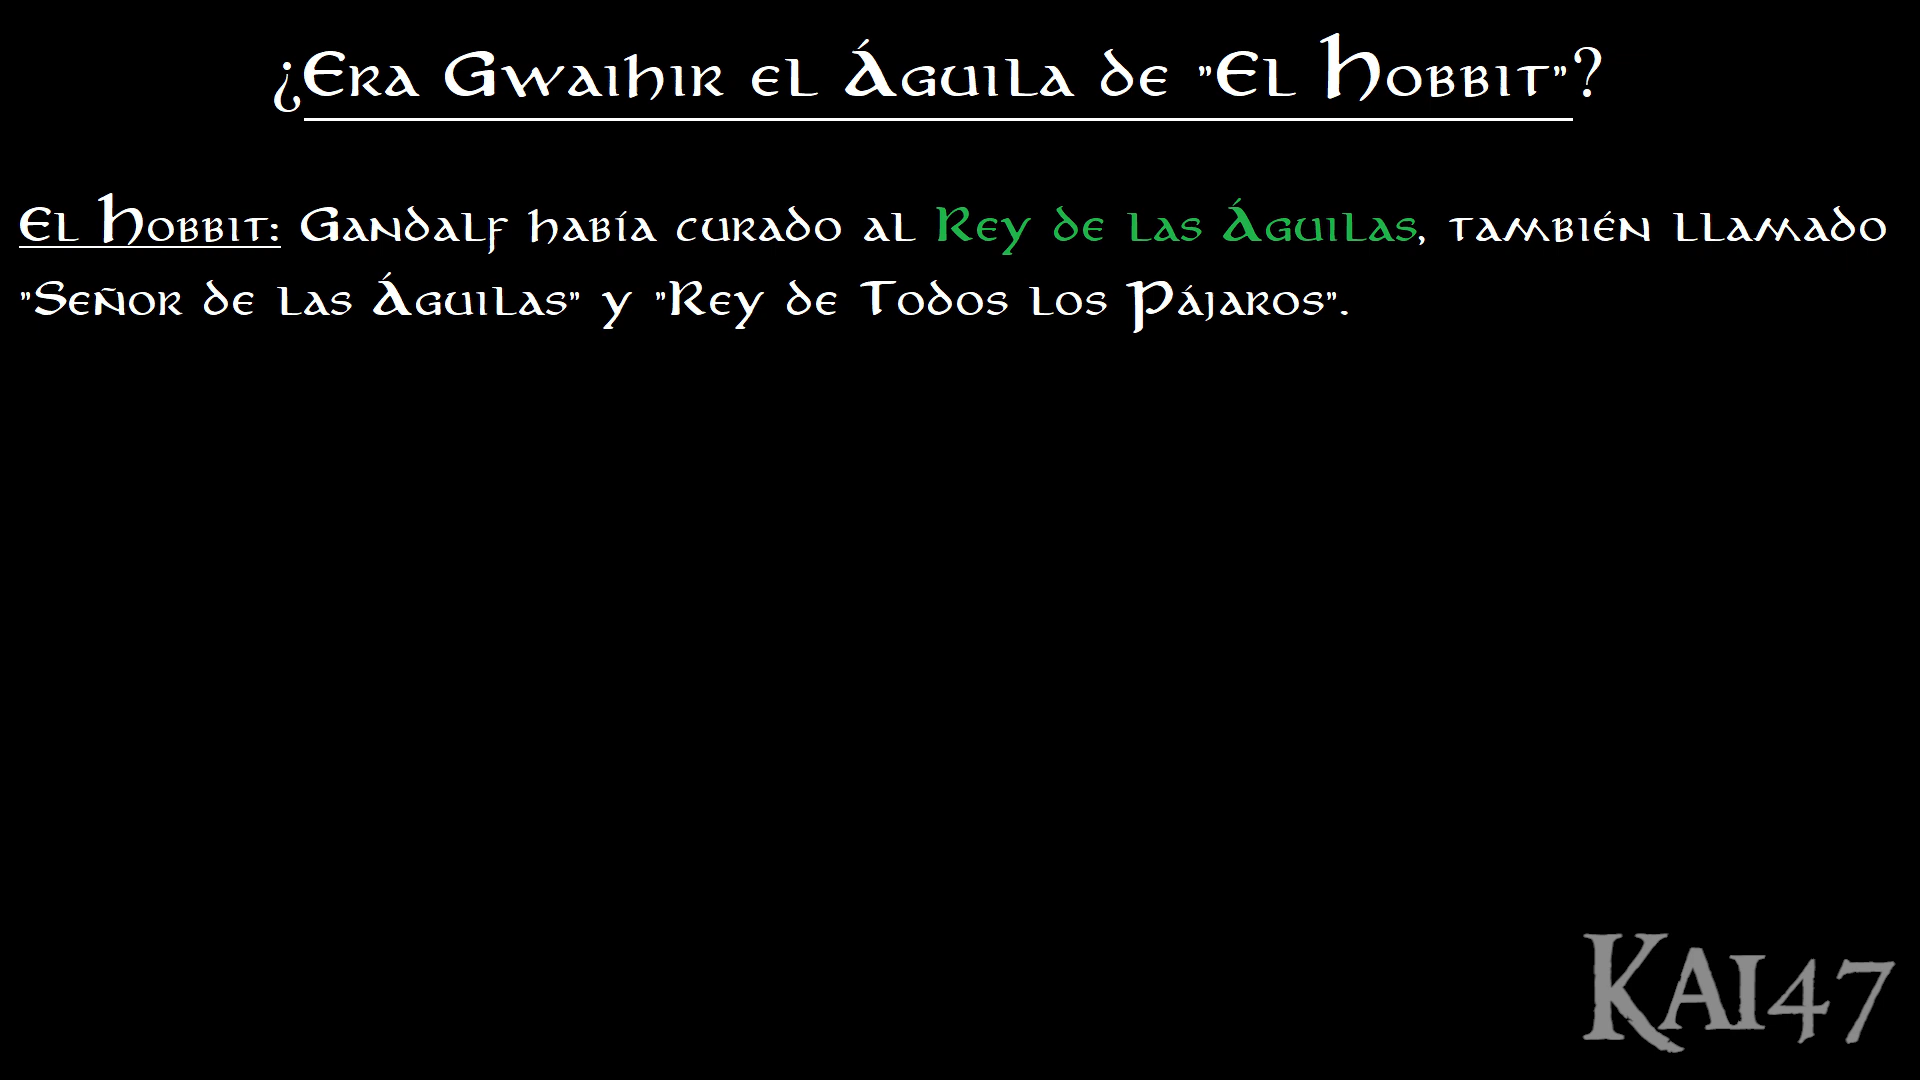 ¿Era Gwaihir el Águila de "El Hobbit"?
El Hobbit: Gandalf había curado al Rey de las Águilas, también llamado
"Señor de las Águilas" y "Rey de Todos los Pájaros".
Kai47